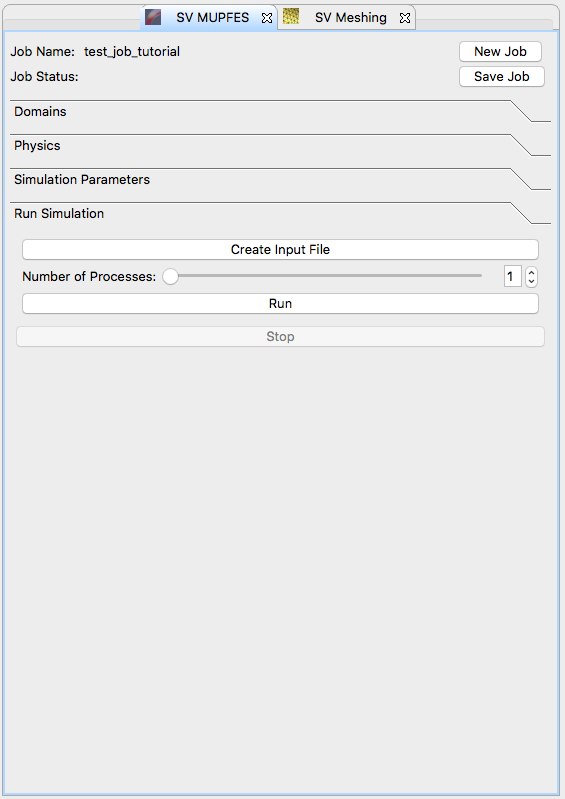 SV MUPFES SV Meshing
Job Name: test_job_tutorial New Job
Job Status: Save Job
Domains
Physics
Simulation Parameters
Run Simulation
Create Input File
Number of Processes: 1
Run
Stop